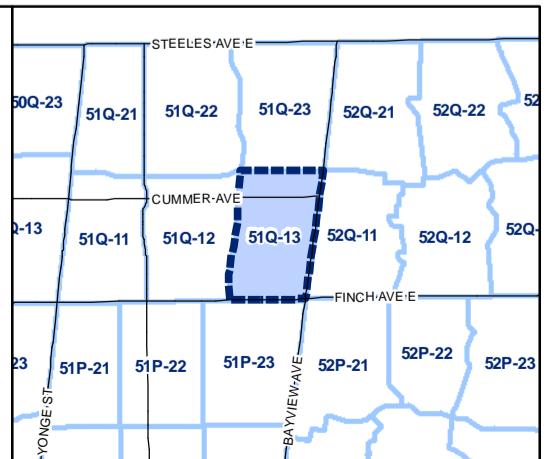 STEELES AVE E
50Q-23
51Q-21
51Q-22
51Q-23
52Q-21
52Q-22
52
CUMMER AVE
Q-13
51Q-11
51Q-12
51Q-13
52Q-11
52Q-12
52Q-
FINCH AVE E
23
51P-21
51P-22
51P-23
52P-21
52P-22
52P-23
YONGE ST
BAYVIEW AVE